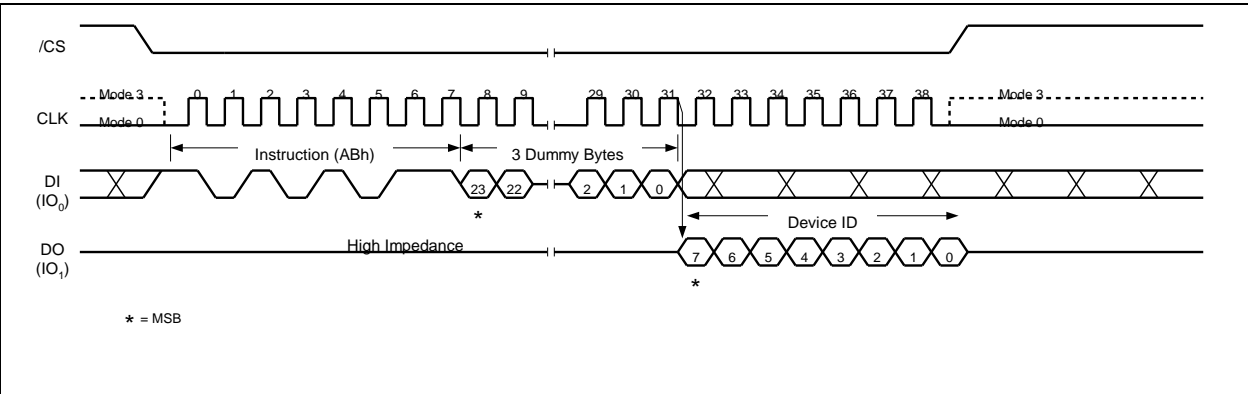 /CS
Mode 3 0 1 2 3 4 5 6 7 8 9 29 30 31 32 33 34 35 36 37 38 Mode 3
CLK
Mode 0 Mode 0
Instruction (ABh) 3 Dummy Bytes
DI
(IO₀)
23 22 2 1 0
*
Device ID
DO
(IO₁)
High Impedance
7 6 5 4 3 2 1 0
*
* = MSB